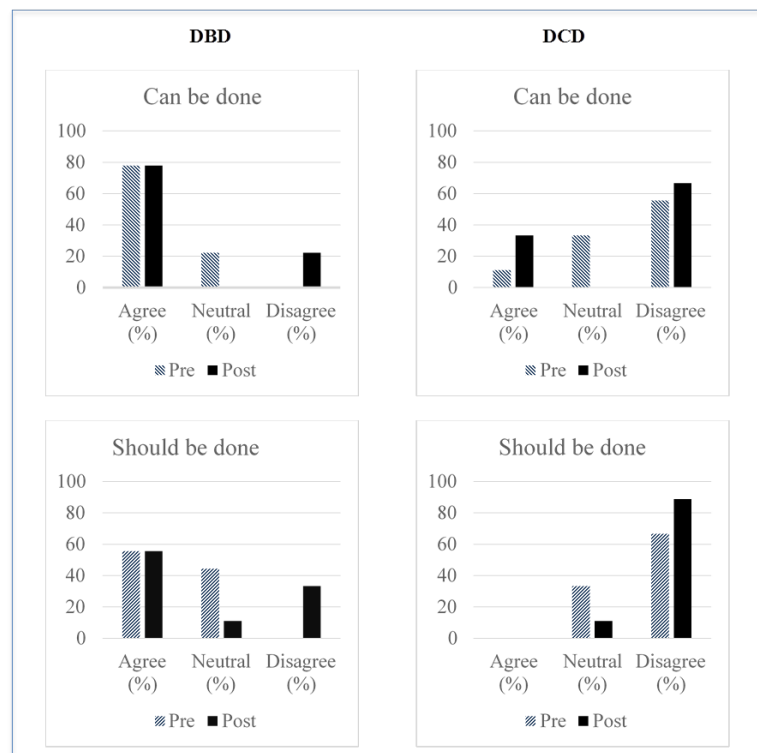 DBD
DCD
Can be done
100
80
60
40
20
0
Agree (%)
Neutral (%)
Disagree (%)
Pre Post
Can be done
100
80
60
40
20
0
Agree (%)
Neutral (%)
Disagree (%)
Pre Post
Should be done
100
80
60
40
20
0
Agree (%)
Neutral (%)
Disagree (%)
Pre Post
Should be done
100
80
60
40
20
0
Agree (%)
Neutral (%)
Disagree (%)
Pre Post